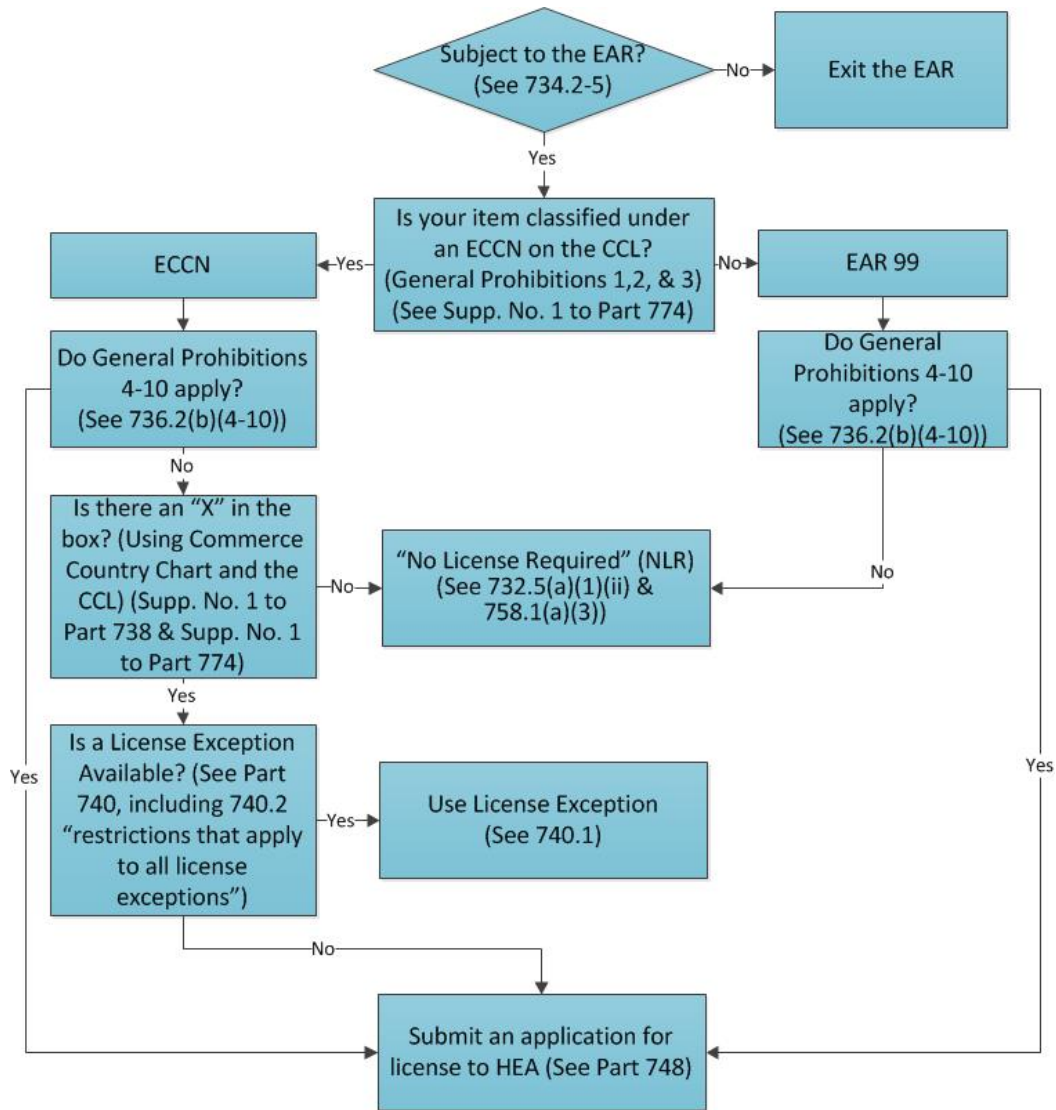 Subject to the EAR?
(See 734.2-5)
No
Exit the EAR
Yes
Is your item classified under
an ECCN on the CCL?
(General Prohibitions 1,2, & 3)
(See Supp. No. 1 to Part 774)
Yes
ECCN
No
EAR 99
Do General Prohibitions
4-10 apply?
(See 736.2(b)(4-10))
Do General
Prohibitions 4-10
apply?
(See 736.2(b)(4-10))
No
Is there an “X” in the
box? (Using Commerce
Country Chart and the
CCL) (Supp. No. 1 to
Part 738 & Supp. No. 1
to Part 774)
No
“No License Required” (NLR)
(See 732.5(a)(1)(ii) &
758.1(a)(3))
No
Yes
Is a License Exception
Available? (See Part
740, including 740.2
“restrictions that apply
to all license
exceptions”)
Yes
Yes
Use License Exception
(See 740.1)
Yes
No
Submit an application for
license to HEA (See Part 748)